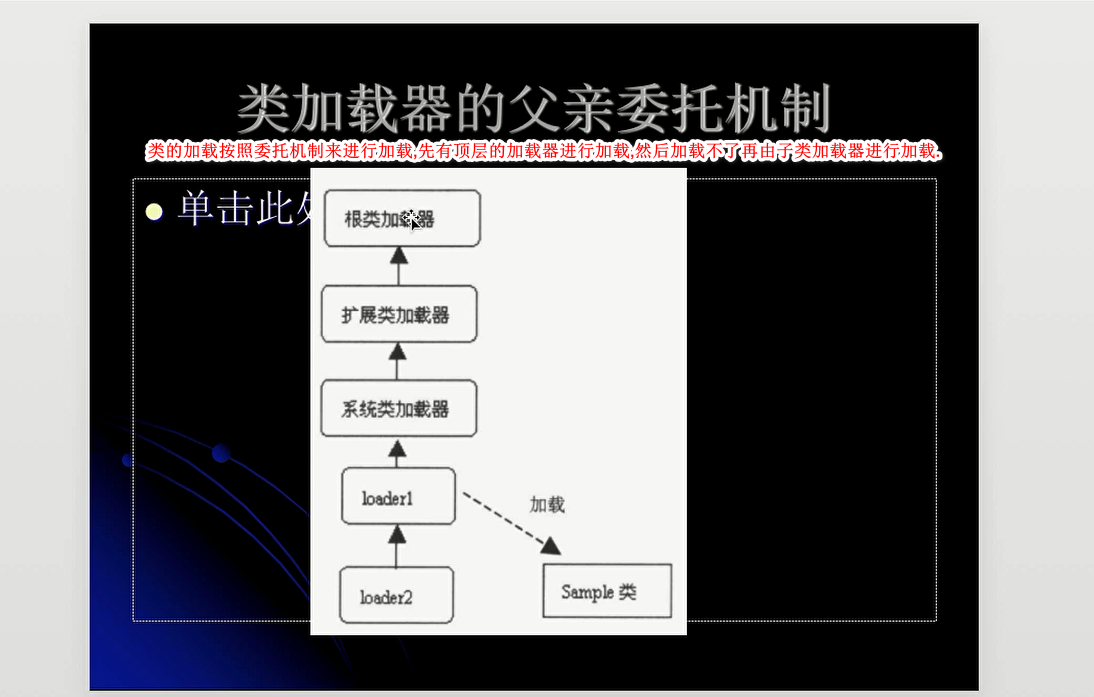 类加载器的父亲委托机制
类的加载按照委托机制来进行加载,先有顶层的加载器进行加载,然后加载不了再由子类加载器进行加载.
单击此处
根类加载器
扩展类加载器
系统类加载器
loader1
加载
Sample 类
loader2